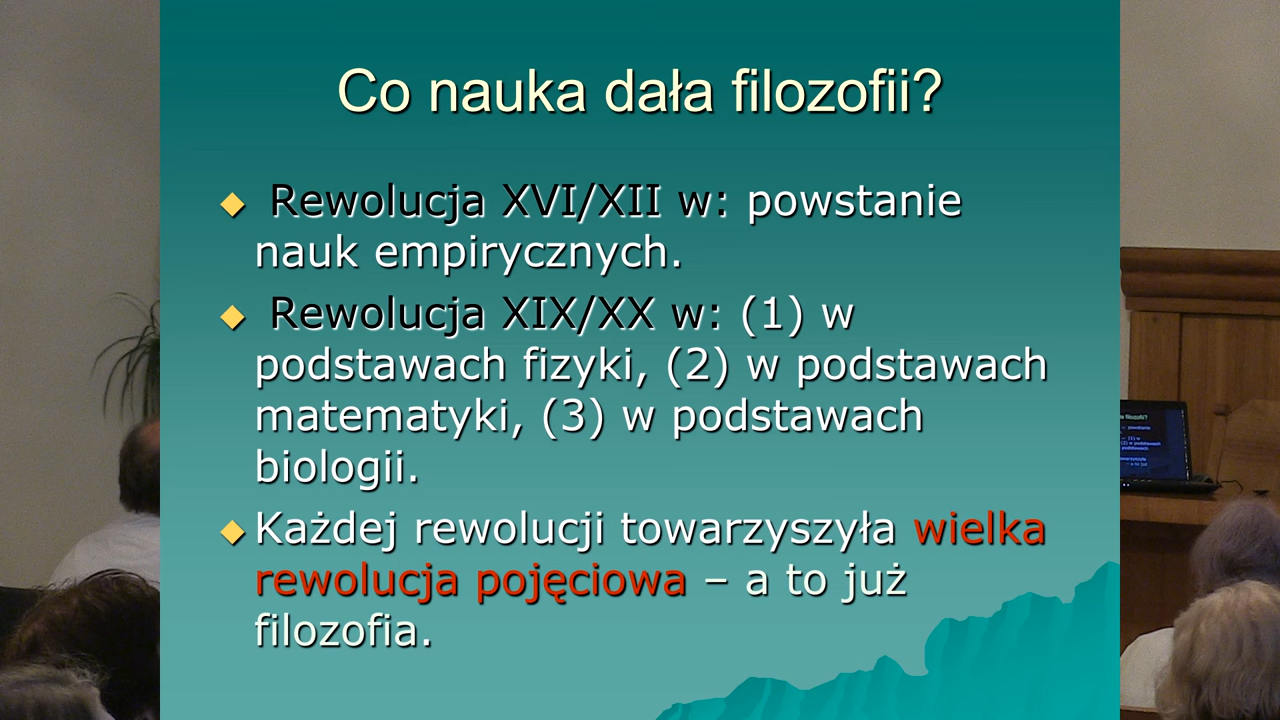 Co nauka dała filozofii?
Rewolucja XVI/XII w: powstanie
nauk empirycznych.
Rewolucja XIX/XX w: (1) w
podstawach fizyki, (2) w podstawach
matematyki, (3) w podstawach
biologii.
Każdej rewolucji towarzyszyła wielka
rewolucja pojęciowa – a to już
filozofia.